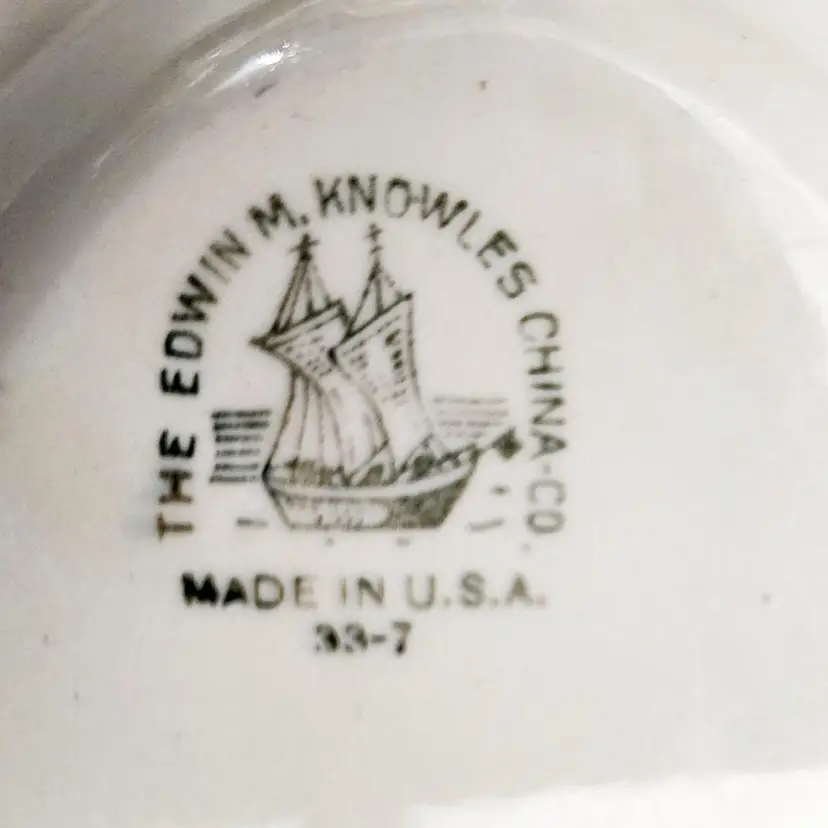 THE EDWIN M. KNOWLES CHINA-CO.
MADE IN U.S.A.
33-7